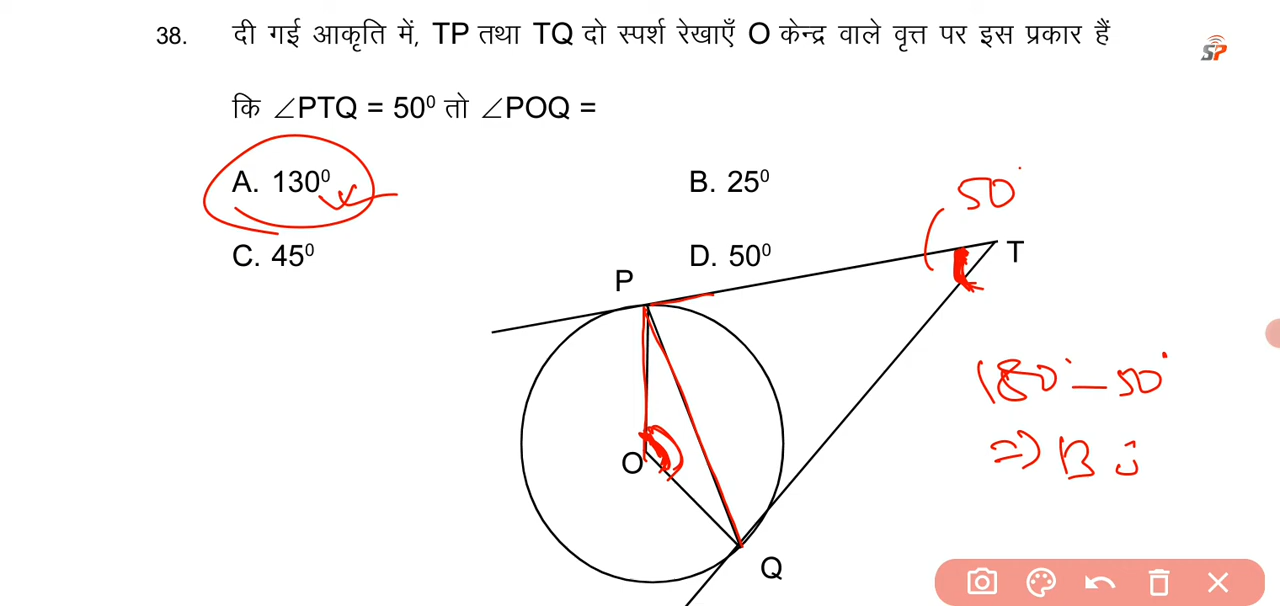 38. दी गई आकृति में, TP तथा TQ दो स्पर्श रेखाएँ O केन्द्र वाले वृत्त पर इस प्रकार हैं
SP
कि ∠PTQ = 50⁰ तो ∠POQ =
A. 130⁰ B. 25⁰
50°
C. 45⁰ D. 50⁰
T
P
180° – 50°
O
⇒ 130
Q